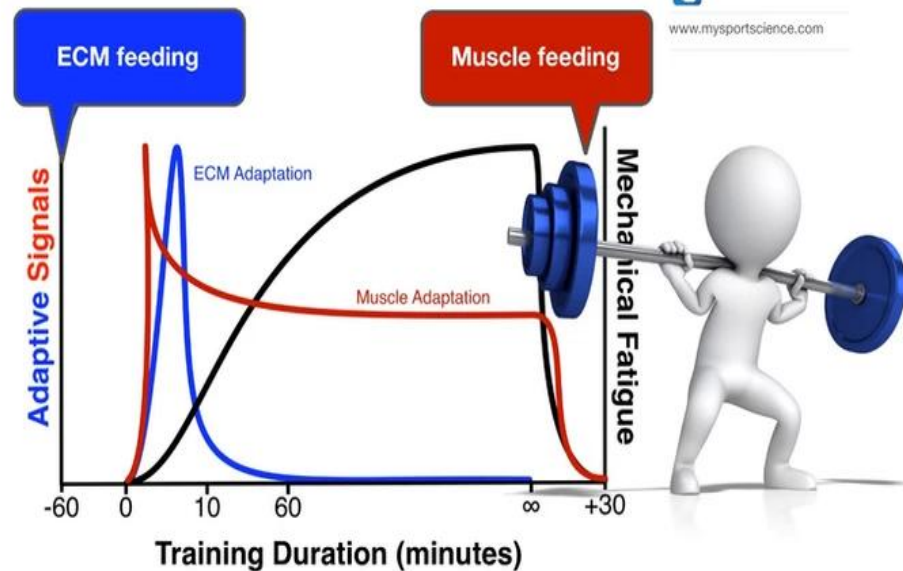 www.mysportscience.com
ECM feeding
Muscle feeding
ECM Adaptation
Muscle Adaptation
Adaptive Signals
Mechanical Fatigue
-60 0 10 60 ∞ +30
Training Duration (minutes)